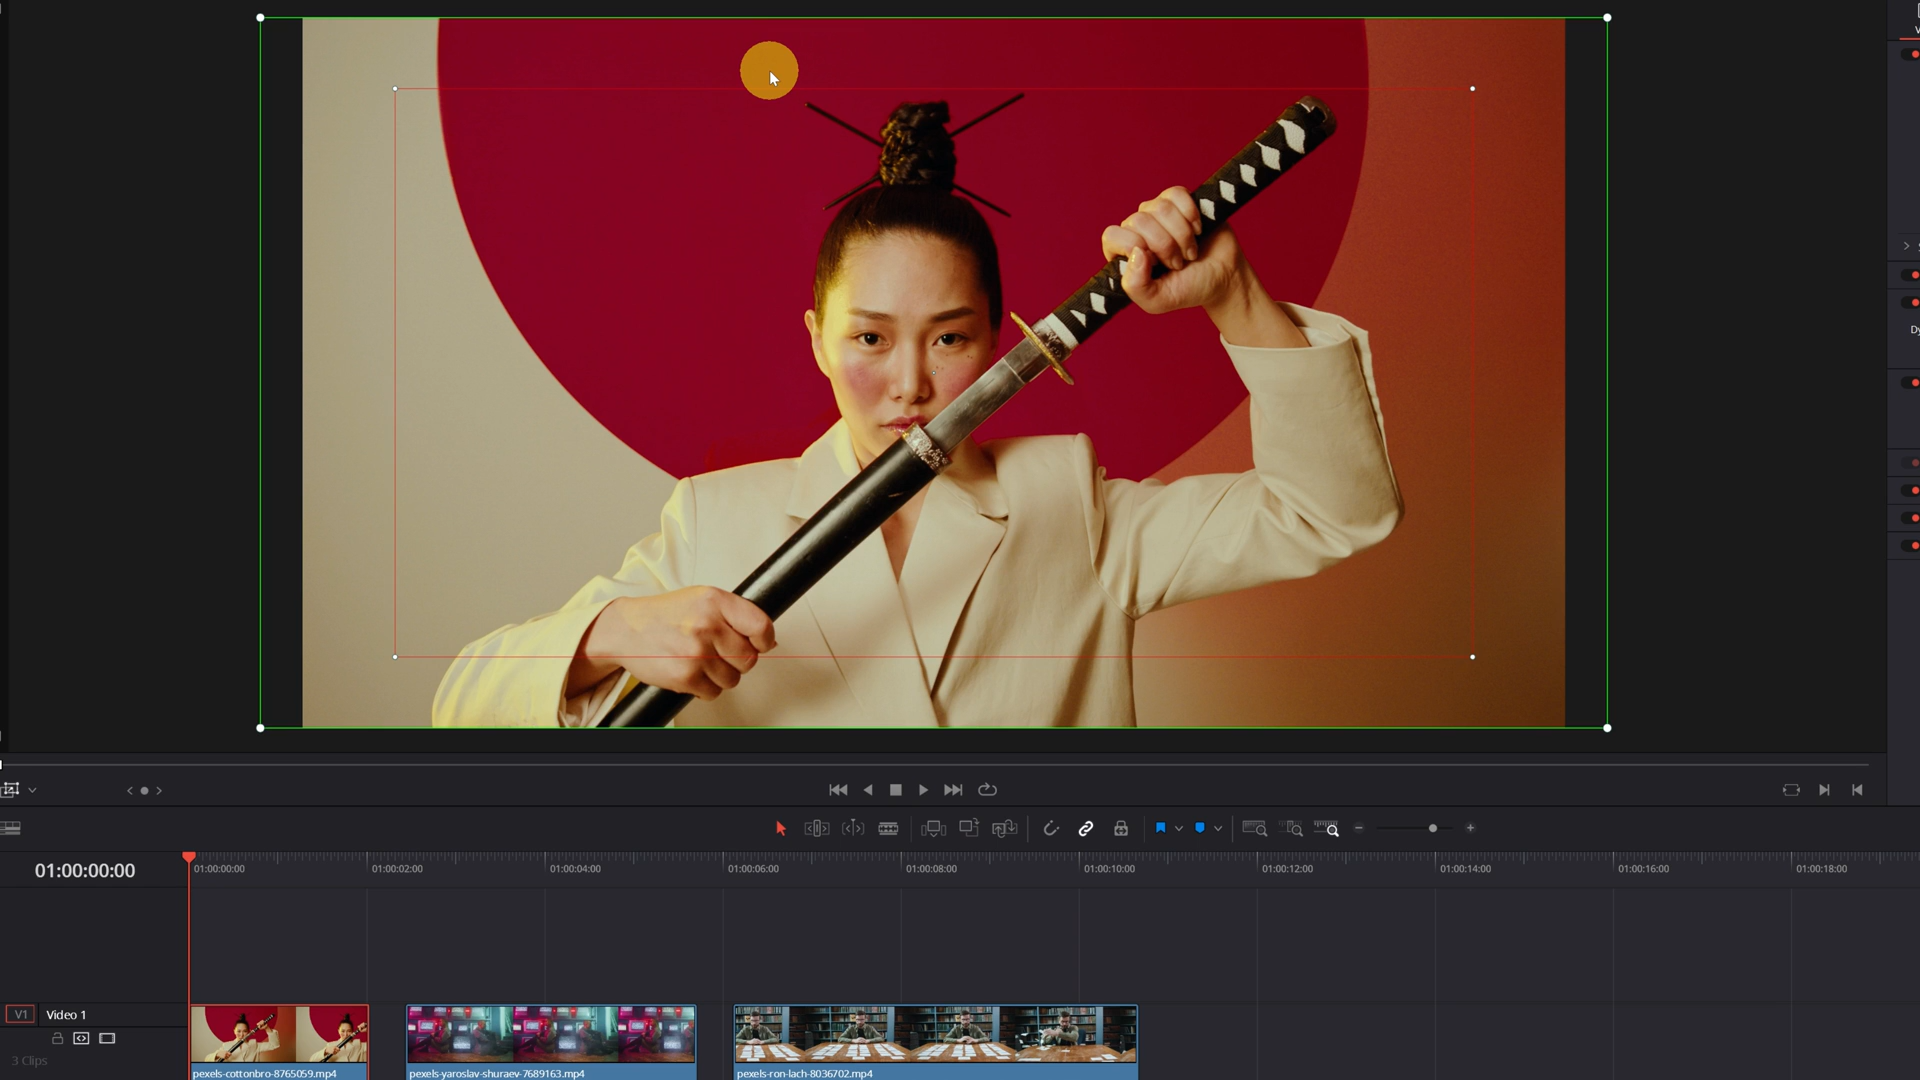 Dy
01:00:00:00
01:00:00:00
01:00:02:00
01:00:04:00
01:00:06:00
01:00:08:00
01:00:10:00
01:00:12:00
01:00:14:00
01:00:16:00
01:00:18:00
V1
Video 1
3 Clips
pexels-cottonbro-8765059.mp4
pexels-yaroslav-shuraev-7689163.mp4
pexels-ron-lach-8036702.mp4